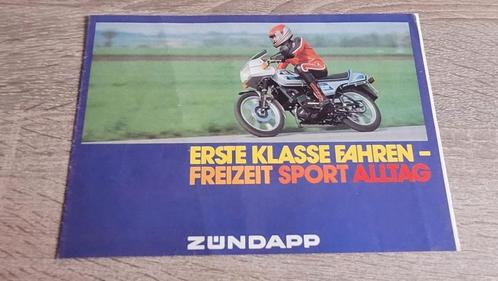 ERSTE KLASSE FAHREN –
FREIZEIT SPORT ALLTAG
ZÜNDAPP